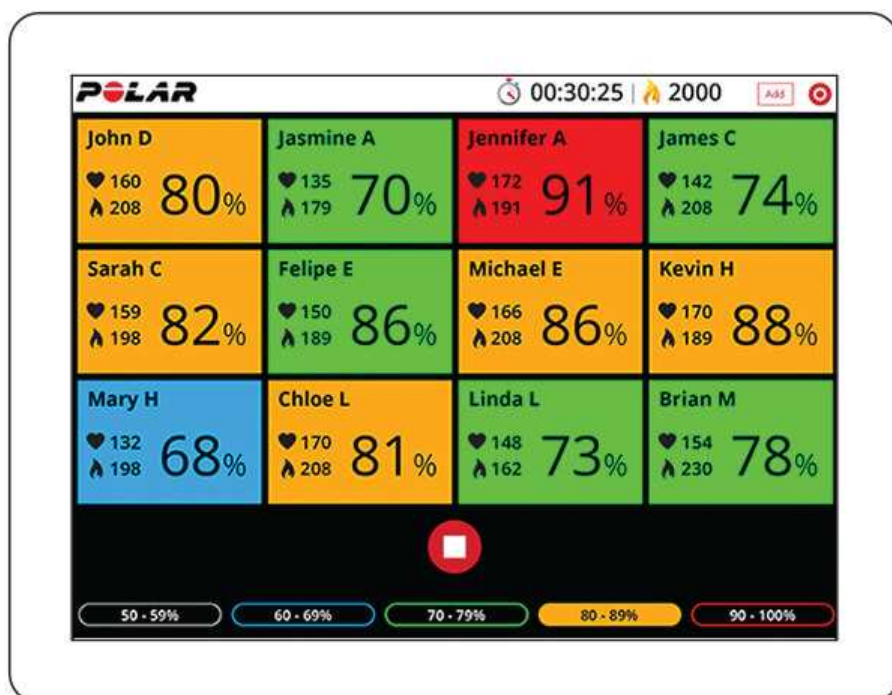 POLAR 00:30:25 | 2000 Add
John D
160
208 80%
Jasmine A
135
179 70%
Jennifer A
172
191 91%
James C
142
208 74%
Sarah C
159
198 82%
Felipe E
150
189 86%
Michael E
166
208 86%
Kevin H
170
189 88%
Mary H
132
198 68%
Chloe L
170
208 81%
Linda L
148
162 73%
Brian M
154
230 78%
50 - 59% 60 - 69% 70 - 79% 80 - 89% 90 - 100%